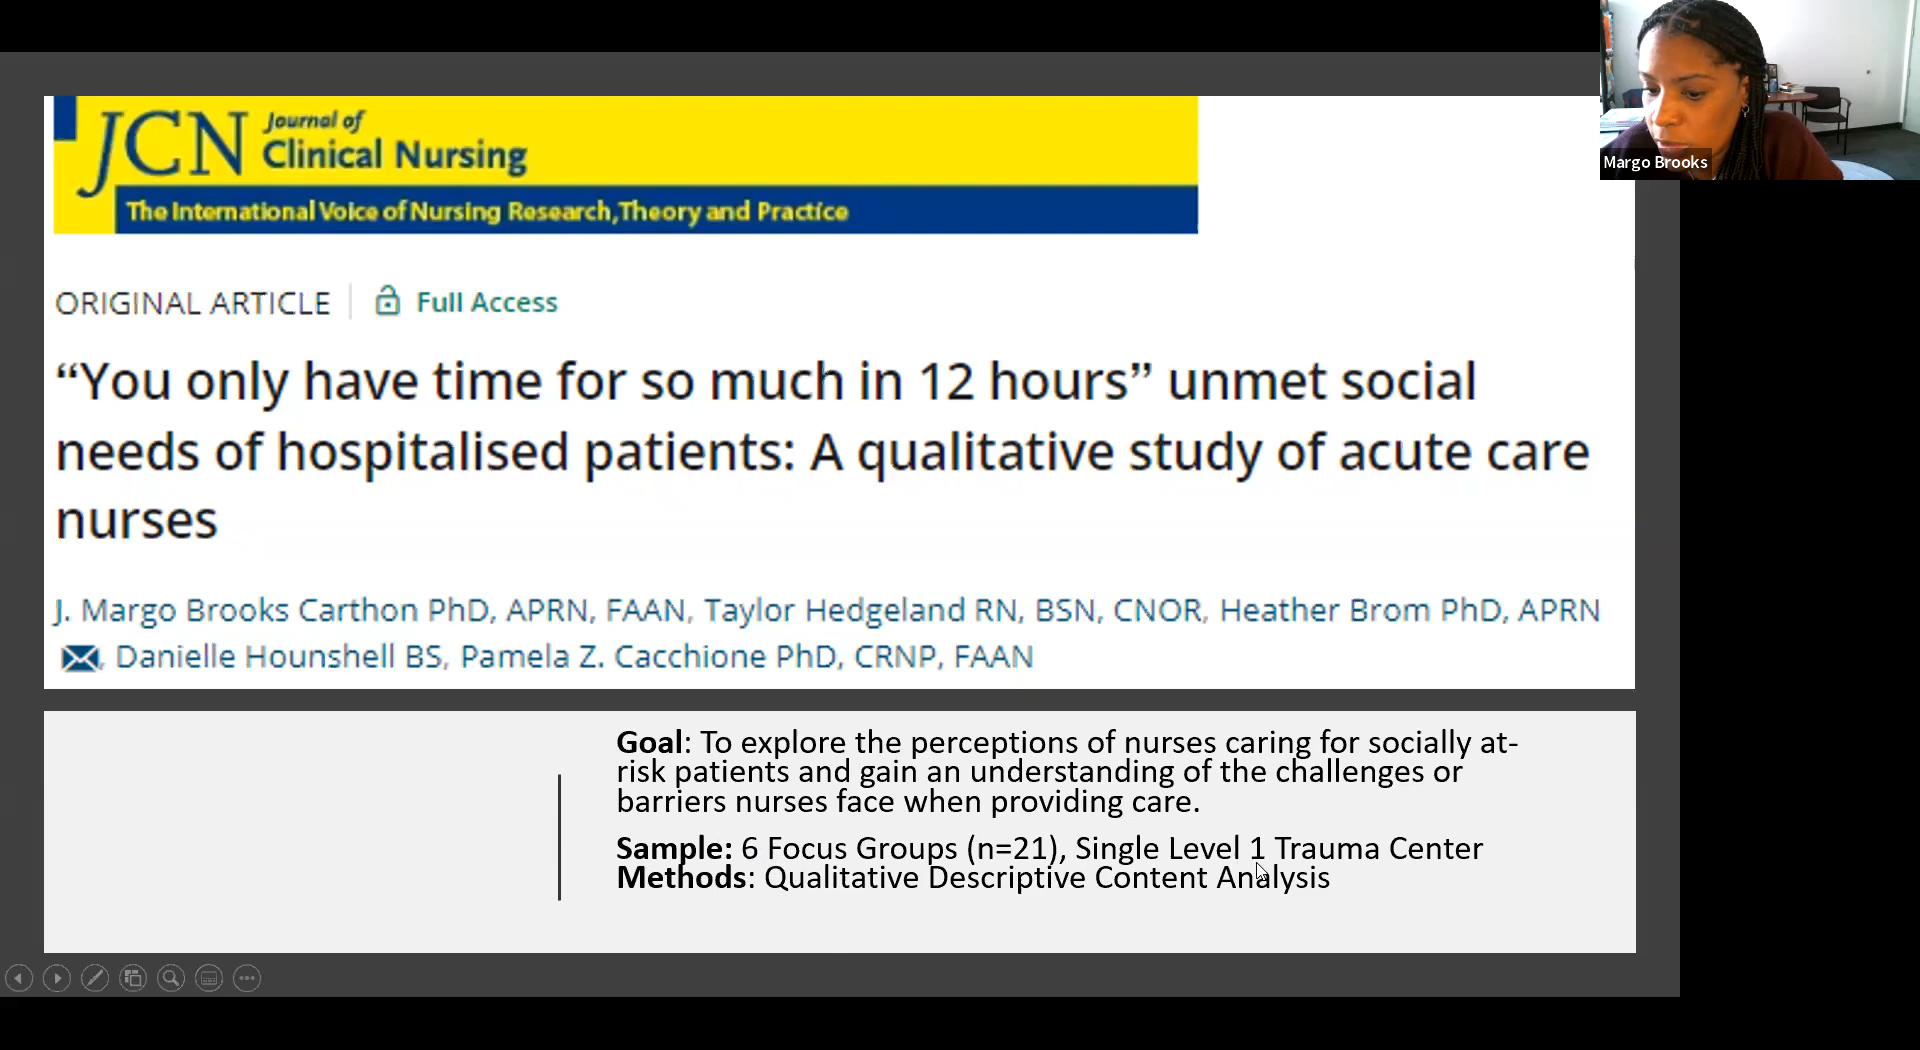 JCN Journal of
Clinical Nursing
The International Voice of Nursing Research, Theory and Practice
Margo Brooks
ORIGINAL ARTICLE Full Access
“You only have time for so much in 12 hours” unmet social
needs of hospitalised patients: A qualitative study of acute care
nurses
J. Margo Brooks Carthon PhD, APRN, FAAN, Taylor Hedgeland RN, BSN, CNOR, Heather Brom PhD, APRN
, Danielle Hounshell BS, Pamela Z. Cacchione PhD, CRNP, FAAN
Goal: To explore the perceptions of nurses caring for socially at-
risk patients and gain an understanding of the challenges or
barriers nurses face when providing care.
Sample: 6 Focus Groups (n=21), Single Level 1 Trauma Center
Methods: Qualitative Descriptive Content Analysis